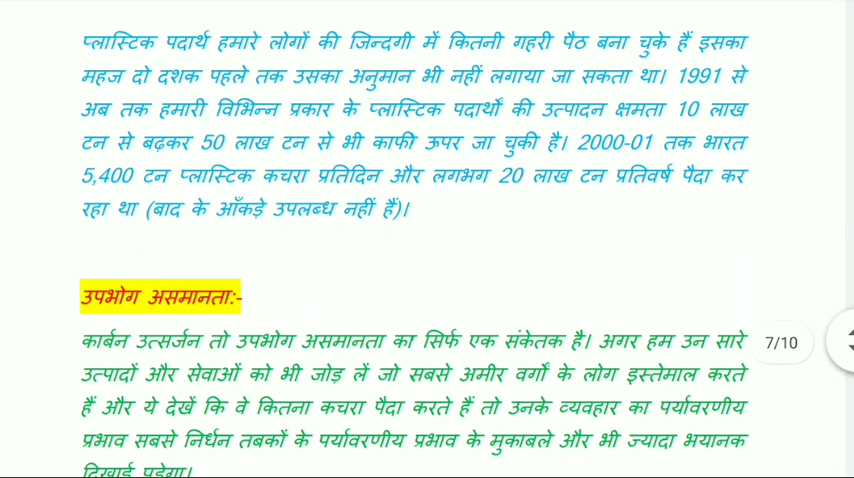 प्लास्टिक पदार्थ हमारे लोगों की जिन्दगी में कितनी गहरी पैठ बना चुके हैं इसका
महज दो दशक पहले तक उसका अनुमान भी नहीं लगाया जा सकता था। 1991 से
अब तक हमारी विभिन्न प्रकार के प्लास्टिक पदार्थों की उत्पादन क्षमता 10 लाख
टन से बढ़कर 50 लाख टन से भी काफी ऊपर जा चुकी है। 2000-01 तक भारत
5,400 टन प्लास्टिक कचरा प्रतिदिन और लगभग 20 लाख टन प्रतिवर्ष पैदा कर
रहा था (बाद के आँकड़े उपलब्ध नहीं हैं)।
उपभोग असमानता:-
कार्बन उत्सर्जन तो उपभोग असमानता का सिर्फ एक संकेतक है। अगर हम उन सारे
7/10
उत्पादों और सेवाओं को भी जोड़ लें जो सबसे अमीर वर्गों के लोग इस्तेमाल करते
हैं और ये देखें कि वे कितना कचरा पैदा करते हैं तो उनके व्यवहार का पर्यावरणीय
प्रभाव सबसे निर्धन तबकों के पर्यावरणीय प्रभाव के मुकाबले और भी ज्यादा भयानक
दिखाई पड़ेगा।